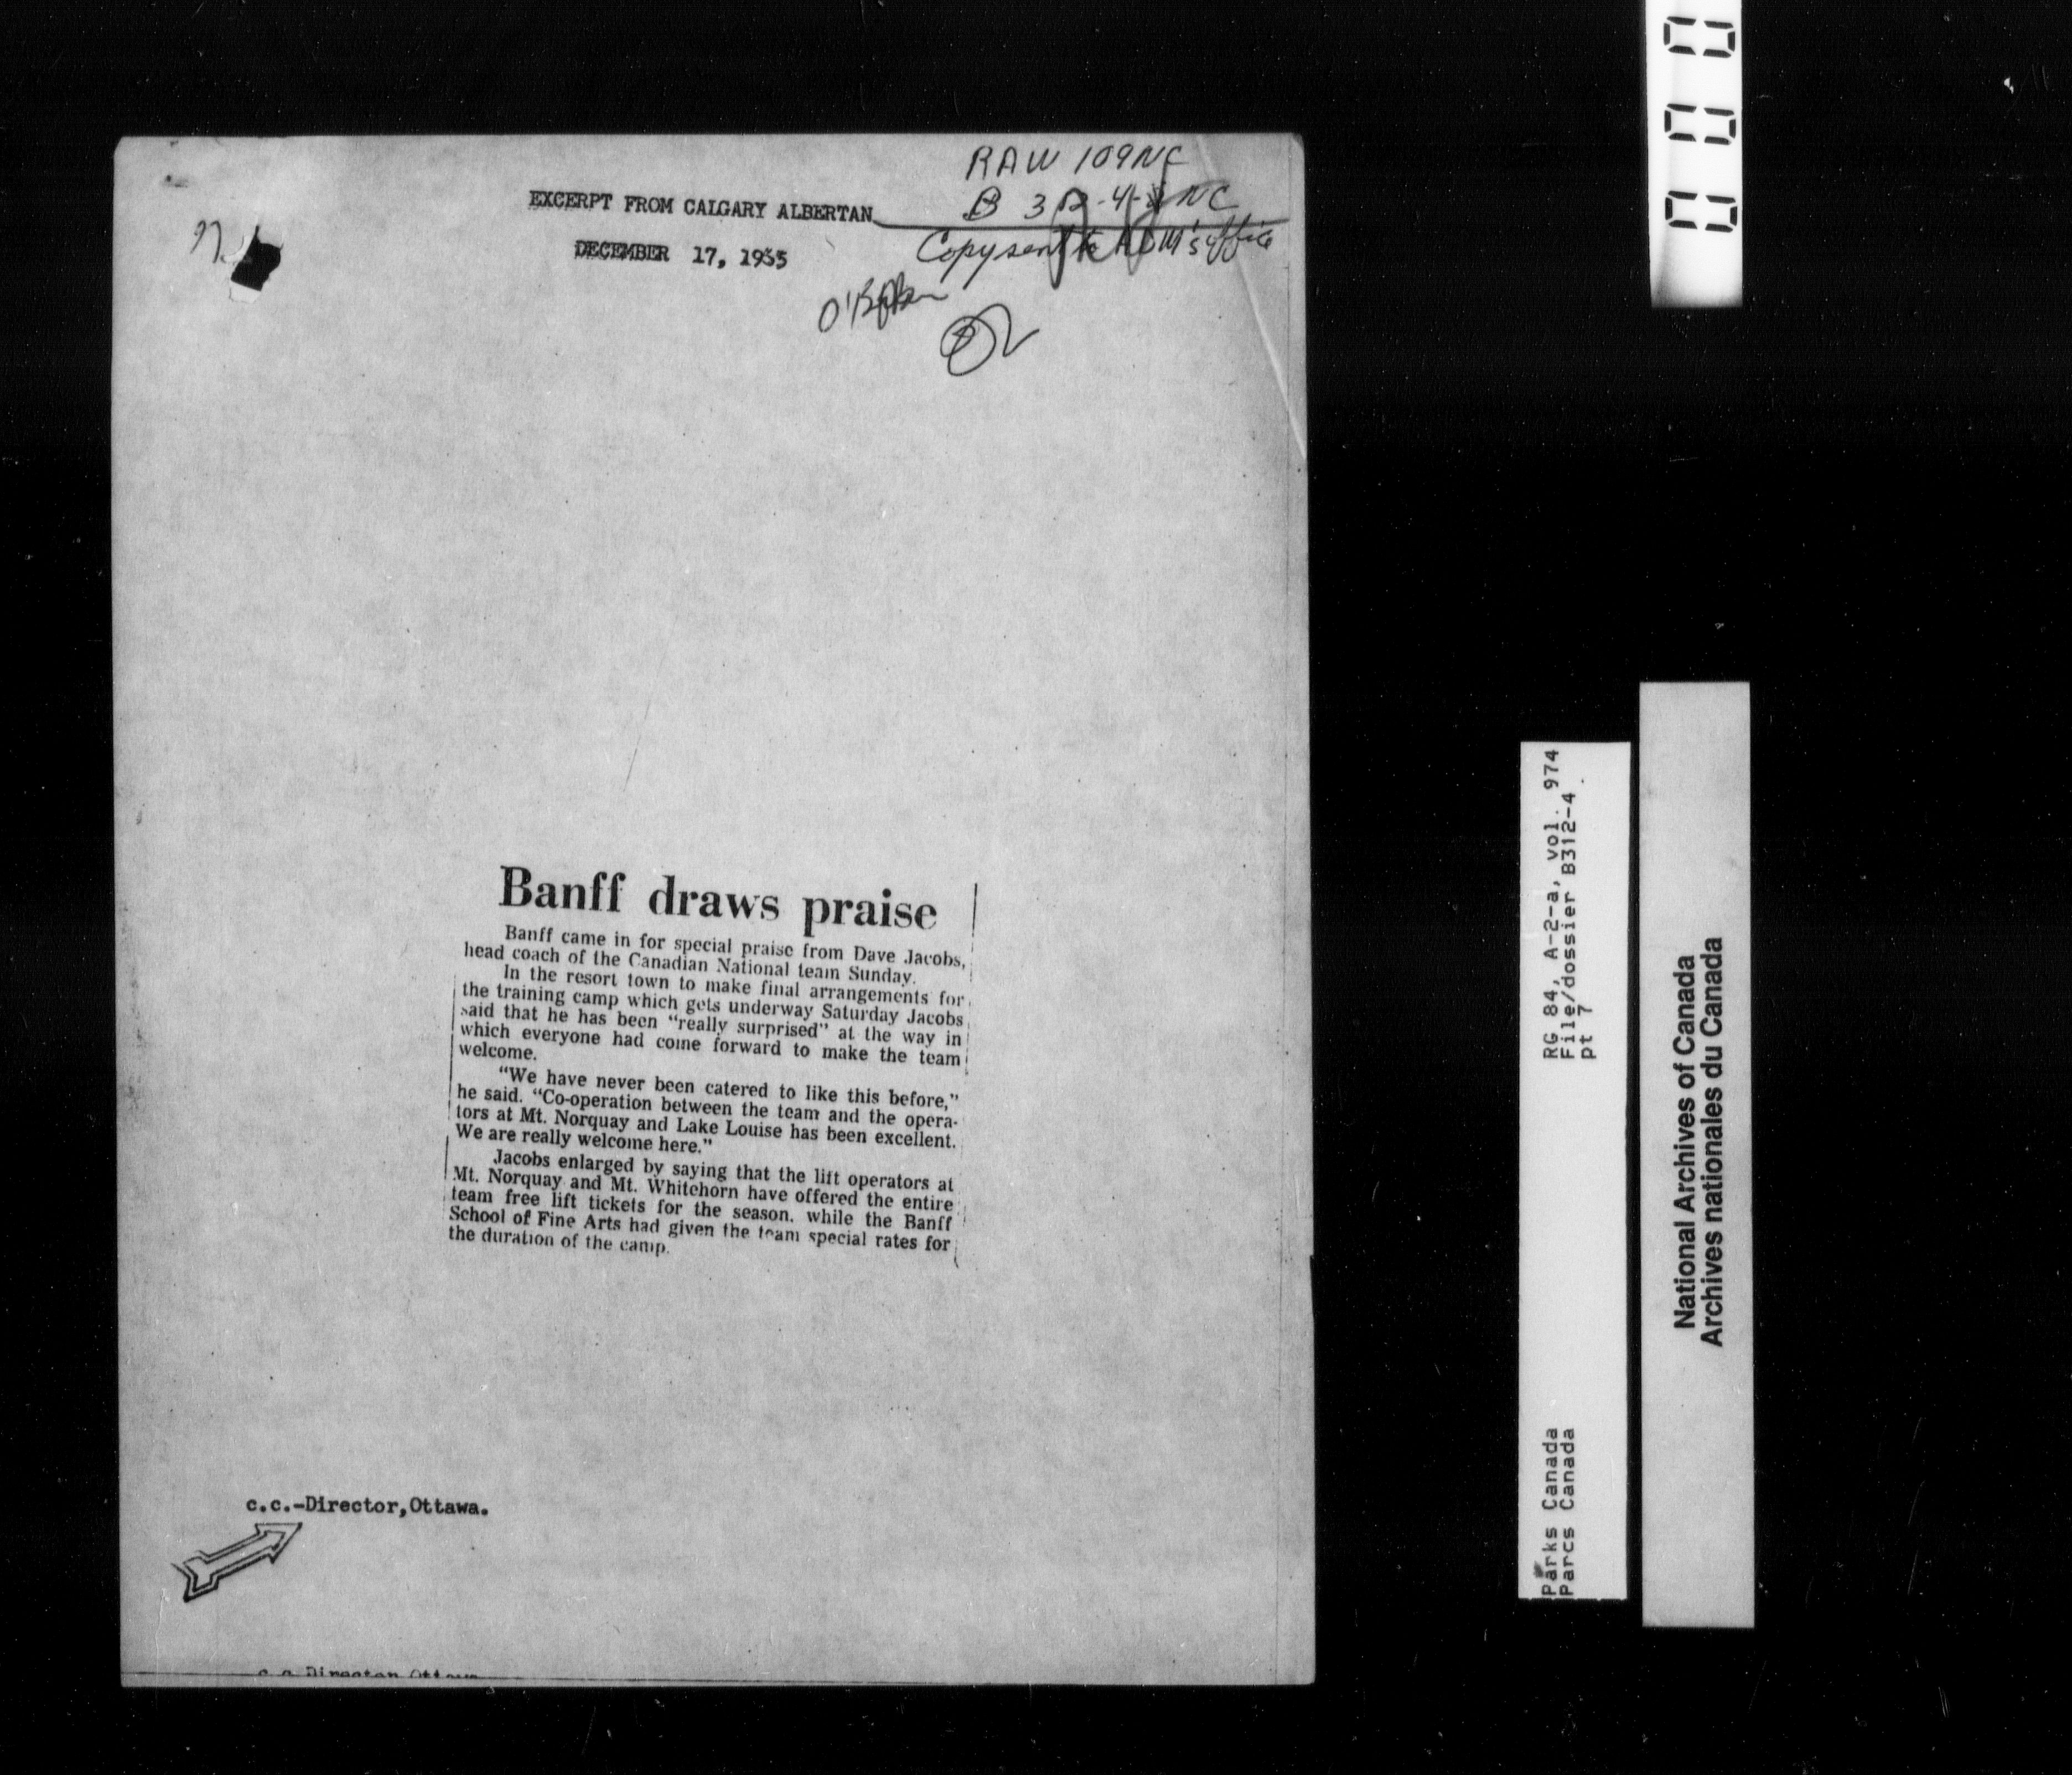 RAW 109NC
EXCERPT FROM CALGARY ALBERTAN
DECEMBER 17, 1965
Copy sent to ADM's office
Banff draws praise
Banff came in for special praise from Dave Jacobs,
head coach of the Canadian National team Sunday.
In the resort town to make final arrangements for
the training camp which gets underway Saturday Jacobs
said that he has been “really surprised” at the way in
which everyone had come forward to make the team
welcome.
“We have never been catered to like this before,”
he said. “Co-operation between the team and the opera-
tors at Mt. Norquay and Lake Louise has been excellent.
We are really welcome here.”
Jacobs enlarged by saying that the lift operators at
Mt. Norquay and Mt. Whitehorn have offered the entire
team free lift tickets for the season. while the Banff
School of Fine Arts had given the team special rates for
the duration of the camp.
c.c.-Director,Ottawa.
c.c. Director Ottawa
000
RG 84, A-2-a, vol. 974
File/dossier B312-4
pt 7
Parks Canada
Parcs Canada
National Archives of Canada
Archives nationales du Canada